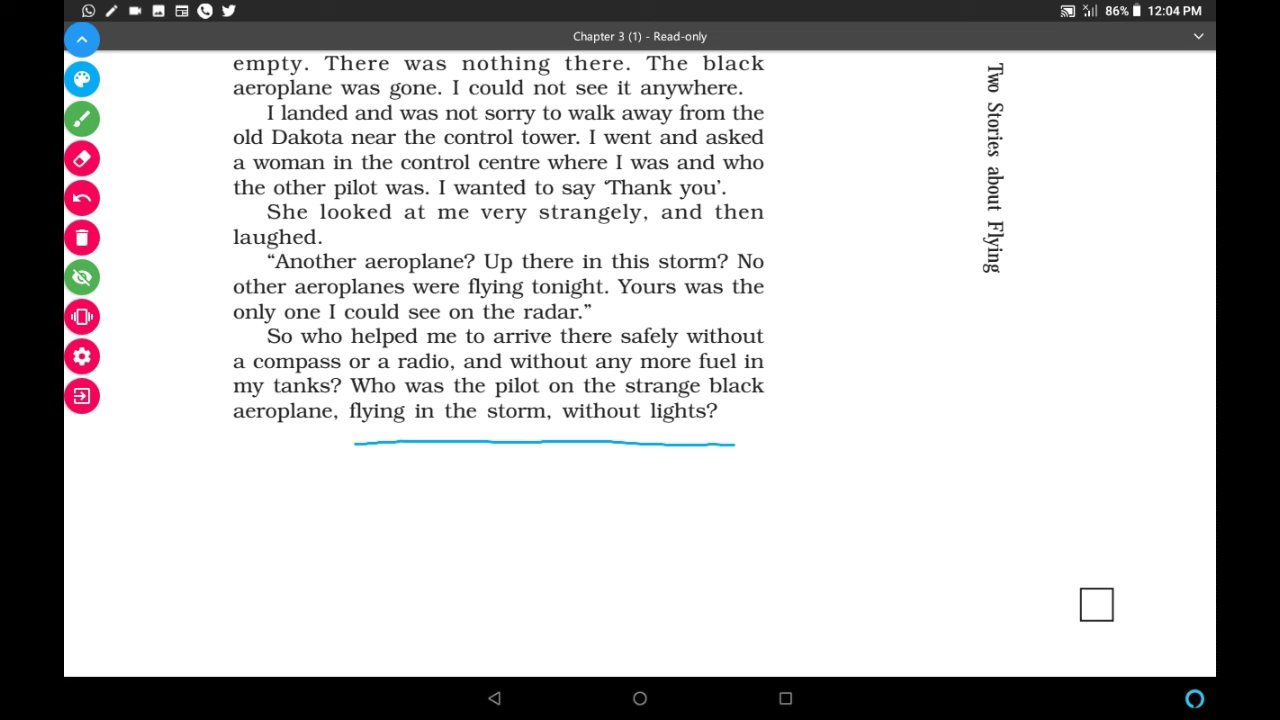 86% 12:04 PM
Chapter 3 (1) - Read-only
empty. There was nothing there. The black
aeroplane was gone. I could not see it anywhere.
I landed and was not sorry to walk away from the
old Dakota near the control tower. I went and asked
a woman in the control centre where I was and who
the other pilot was. I wanted to say ‘Thank you’.
She looked at me very strangely, and then
laughed.
“Another aeroplane? Up there in this storm? No
other aeroplanes were flying tonight. Yours was the
only one I could see on the radar.”
So who helped me to arrive there safely without
a compass or a radio, and without any more fuel in
my tanks? Who was the pilot on the strange black
aeroplane, flying in the storm, without lights?
Two Stories about Flying